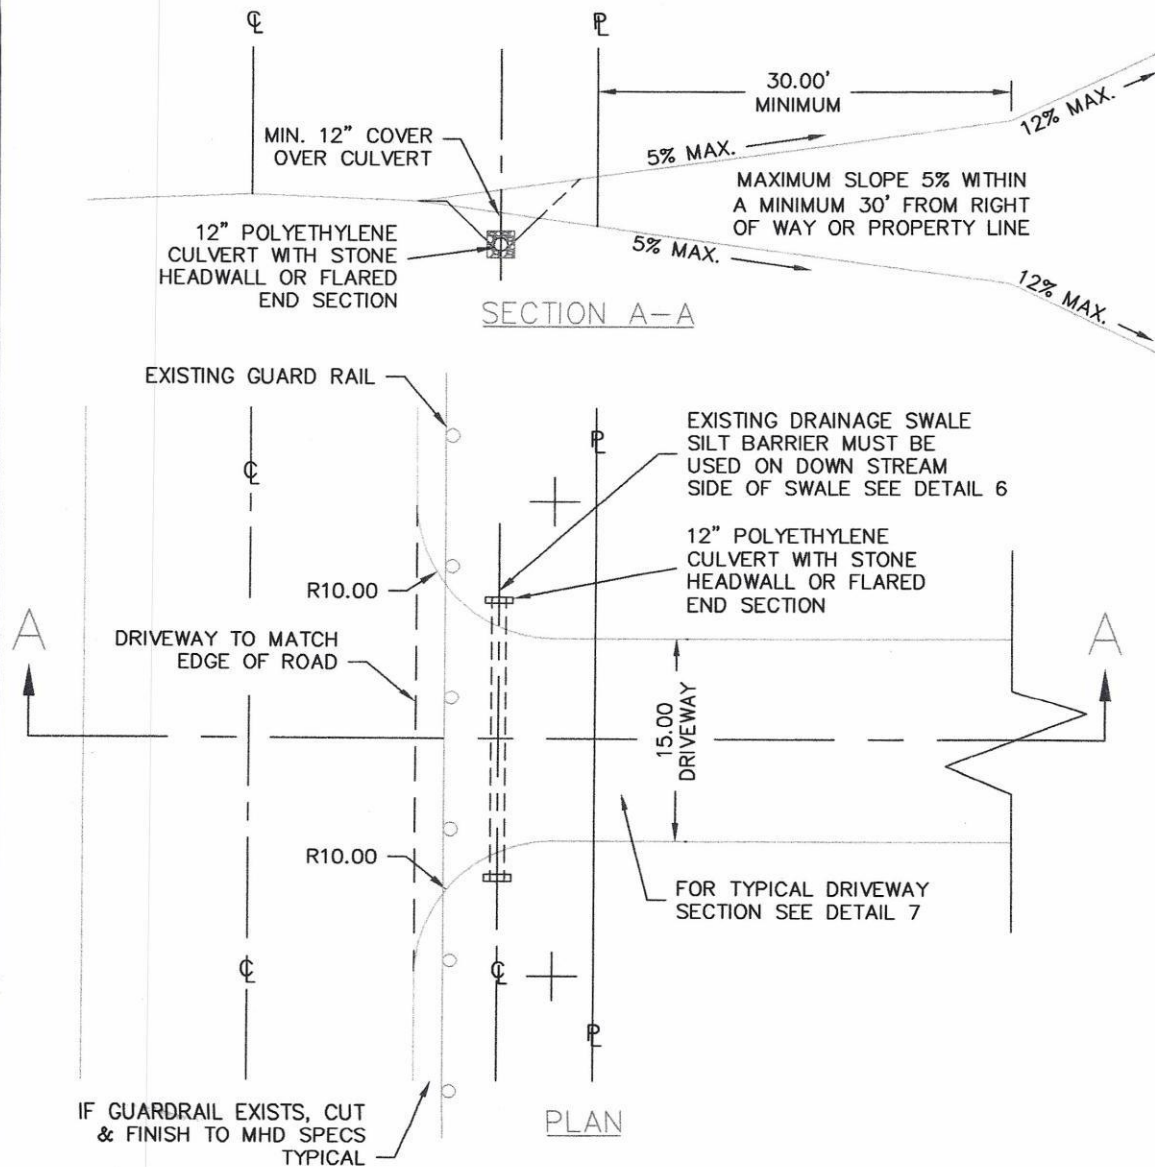 ℄
PL
30.00'
MINIMUM
12% MAX.
MIN. 12" COVER
OVER CULVERT
5% MAX.
MAXIMUM SLOPE 5% WITHIN
A MINIMUM 30' FROM RIGHT
OF WAY OR PROPERTY LINE
12" POLYETHYLENE
CULVERT WITH STONE
HEADWALL OR FLARED
END SECTION
5% MAX.
12% MAX.
SECTION A-A
EXISTING GUARD RAIL
EXISTING DRAINAGE SWALE
SILT BARRIER MUST BE
USED ON DOWN STREAM
SIDE OF SWALE SEE DETAIL 6
℄
PL
12" POLYETHYLENE
CULVERT WITH STONE
HEADWALL OR FLARED
END SECTION
R10.00
A
A
DRIVEWAY TO MATCH
EDGE OF ROAD
15.00
DRIVEWAY
R10.00
FOR TYPICAL DRIVEWAY
SECTION SEE DETAIL 7
℄
℄
PL
IF GUARDRAIL EXISTS, CUT
& FINISH TO MHD SPECS
TYPICAL
PLAN